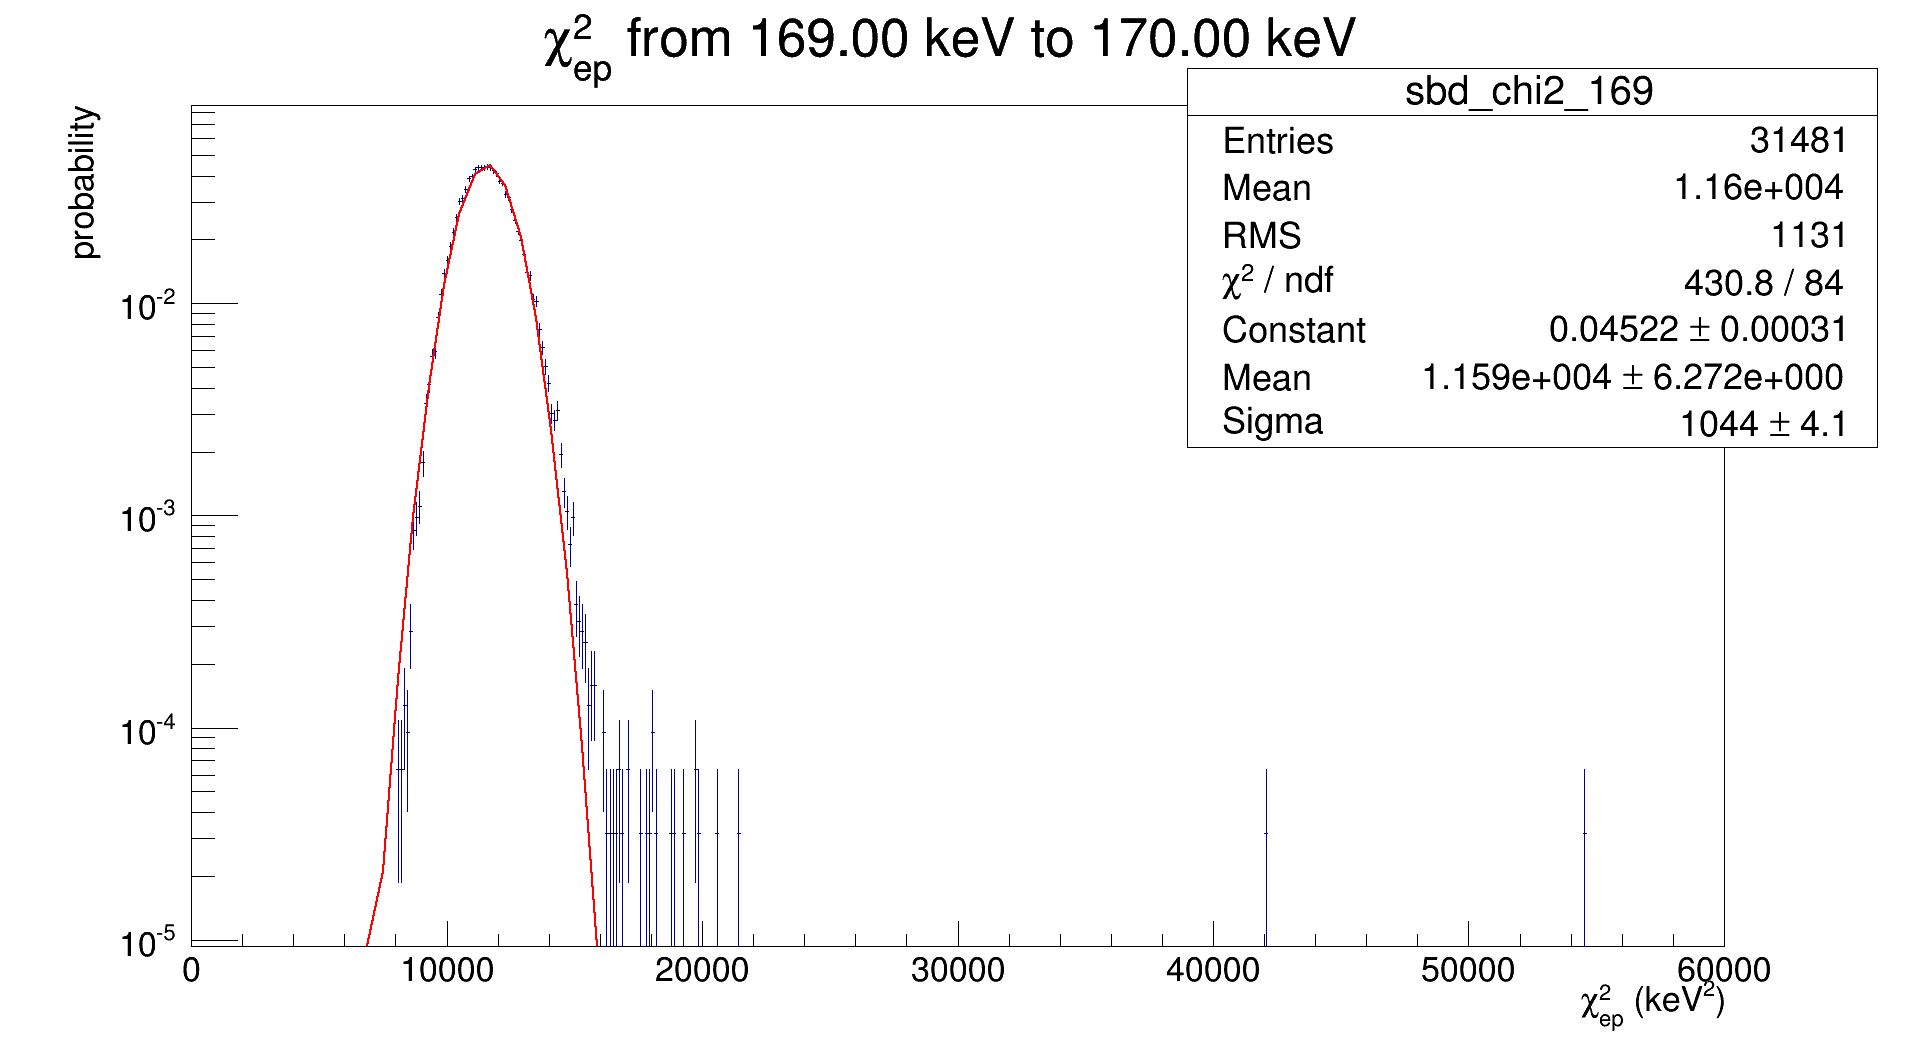 χ²ep from 169.00 keV to 170.00 keV
sbd_chi2_169
Entries 31481
Mean 1.16e+004
RMS 1131
χ² / ndf 430.8 / 84
Constant 0.04522 ± 0.00031
Mean 1.159e+004 ± 6.272e+000
Sigma 1044 ± 4.1
probability
10⁻²
10⁻³
10⁻⁴
10⁻⁵
0 10000 20000 30000 40000 50000 60000
χ²ep (keV²)